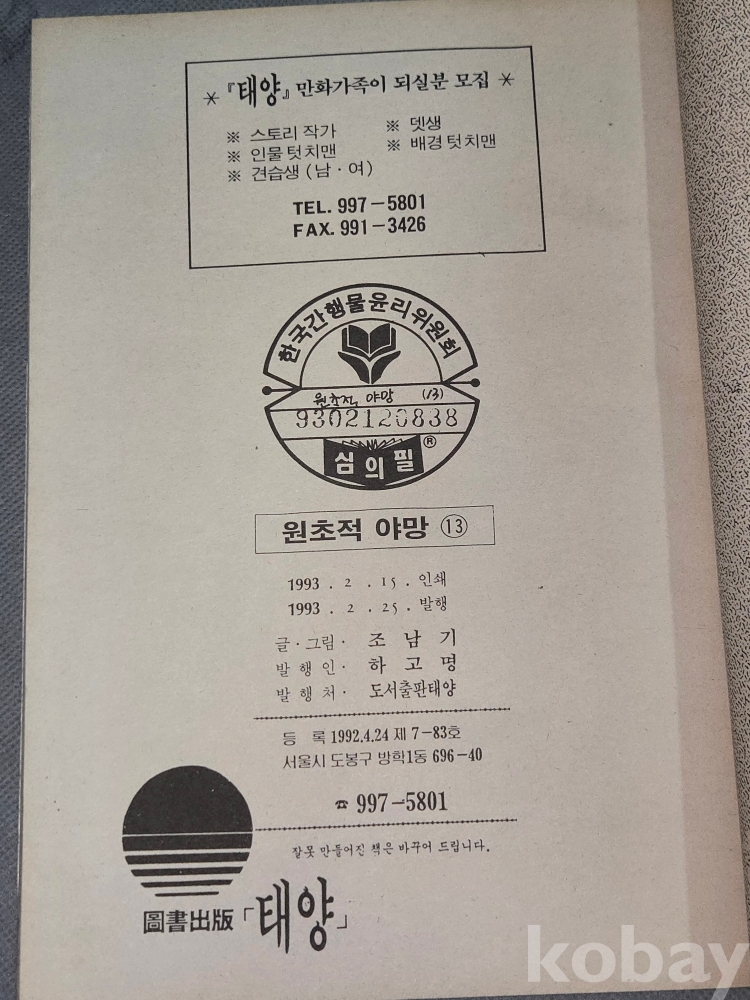 * 『태양』 만화가족이 되실분 모집 *
※ 스토리 작가 ※ 뎃생
※ 인물 텃치맨 ※ 배경 텃치맨
※ 견습생 (남·여)
TEL. 997-5801
FAX. 991-3426
한국간행물윤리위원회
원초적 야망 (13)
9302120838
심의필 ®
원초적 야망 ⑬
1993 . 2 . 15 . 인쇄
1993 . 2 . 25 . 발행
글·그림· 조남기
발행인· 하고명
발행처· 도서출판태양
등 록 1992.4.24 제 7-83호
서울시 도봉구 방학1동 696-40
☎ 997-5801
잘못 만들어진 책은 바꾸어 드립니다.
圖書出版 「태양」
kobay